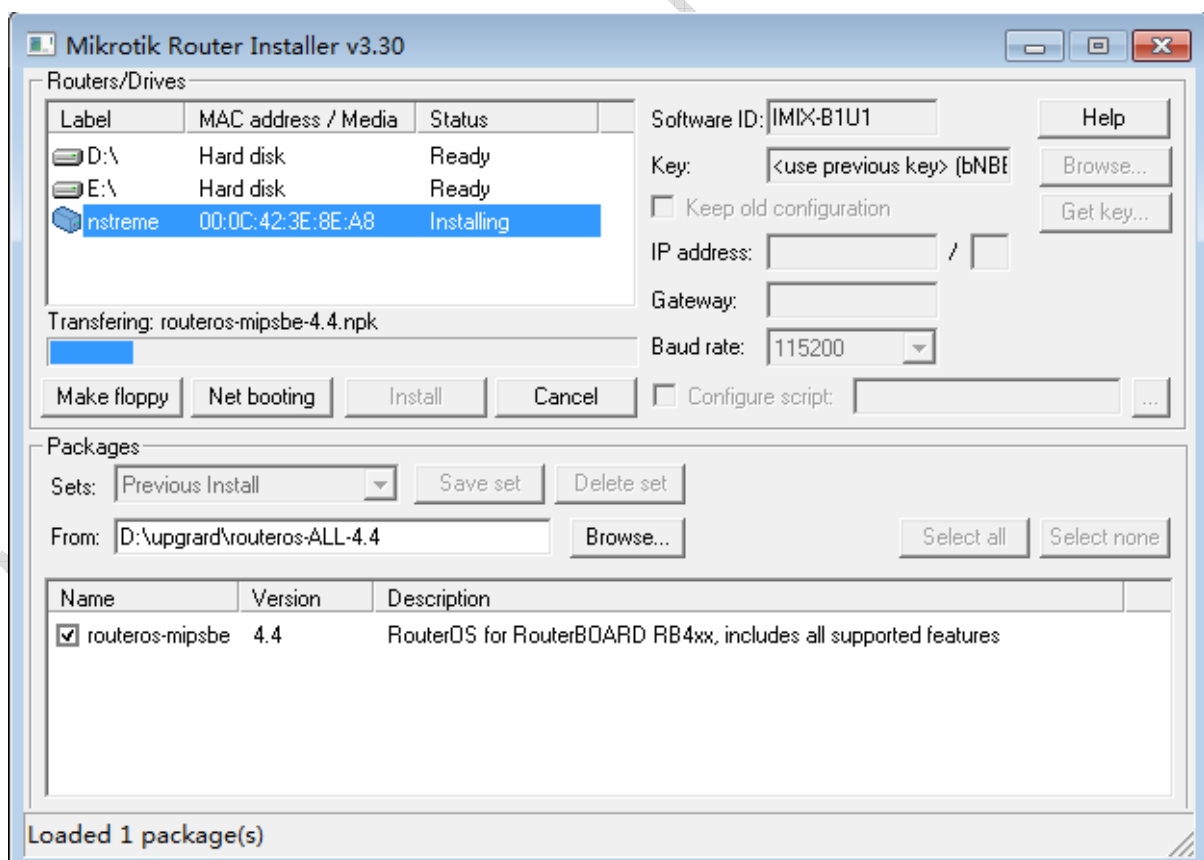 Mikrotik Router Installer v3.30
Routers/Drives
Label MAC address / Media Status
D:\ Hard disk Ready
E:\ Hard disk Ready
nstreme 00:0C:42:3E:8E:A8 Installing
Transfering: routeros-mipsbe-4.4.npk
Make floppy Net booting Install Cancel
Software ID: IMIX-B1U1 Help
Key: <use previous key> (bNBE Browse...
Keep old configuration Get key...
IP address: /
Gateway:
Baud rate: 115200
Configure script: ...
Packages
Sets: Previous Install Save set Delete set
From: D:\upgrard\routeros-ALL-4.4 Browse... Select all Select none
Name Version Description
routeros-mipsbe 4.4 RouterOS for RouterBOARD RB4xx, includes all supported features
Loaded 1 package(s)